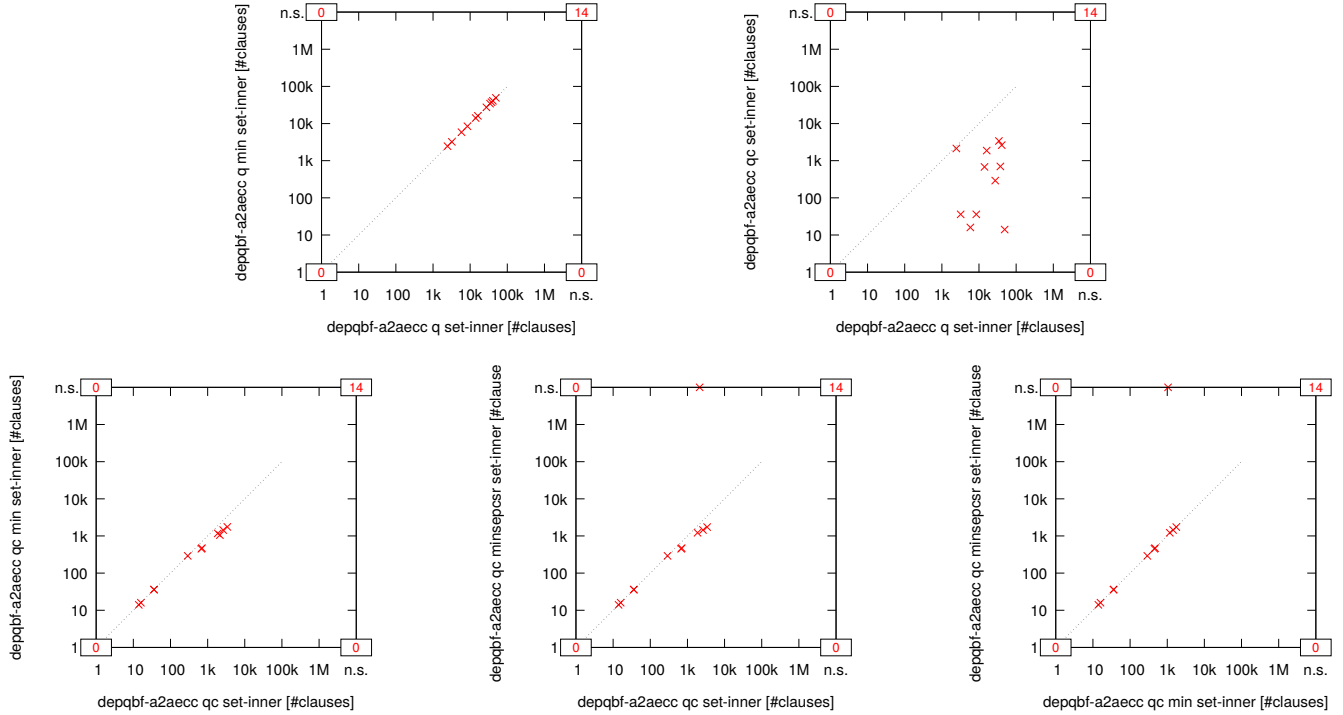 n.s. 0 14
1M
100k
10k
1k
100
10
1 0 0
1 10 100 1k 10k 100k 1M n.s.
depqbf-a2aecc q set-inner [#clauses]
depqbf-a2aecc q min set-inner [#clauses]
n.s. 0 14
1M
100k
10k
1k
100
10
1 0 0
1 10 100 1k 10k 100k 1M n.s.
depqbf-a2aecc q set-inner [#clauses]
depqbf-a2aecc qc set-inner [#clauses]
n.s. 0 14
1M
100k
10k
1k
100
10
1 0 0
1 10 100 1k 10k 100k 1M n.s.
depqbf-a2aecc qc set-inner [#clauses]
depqbf-a2aecc qc min set-inner [#clauses]
n.s. 0 14
1M
100k
10k
1k
100
10
1 0 0
1 10 100 1k 10k 100k 1M n.s.
depqbf-a2aecc qc set-inner [#clauses]
depqbf-a2aecc qc minsepcsr set-inner [#clause
n.s. 0 14
1M
100k
10k
1k
100
10
1 0 0
1 10 100 1k 10k 100k 1M n.s.
depqbf-a2aecc qc min set-inner [#clauses]
depqbf-a2aecc qc minsepcsr set-inner [#clause